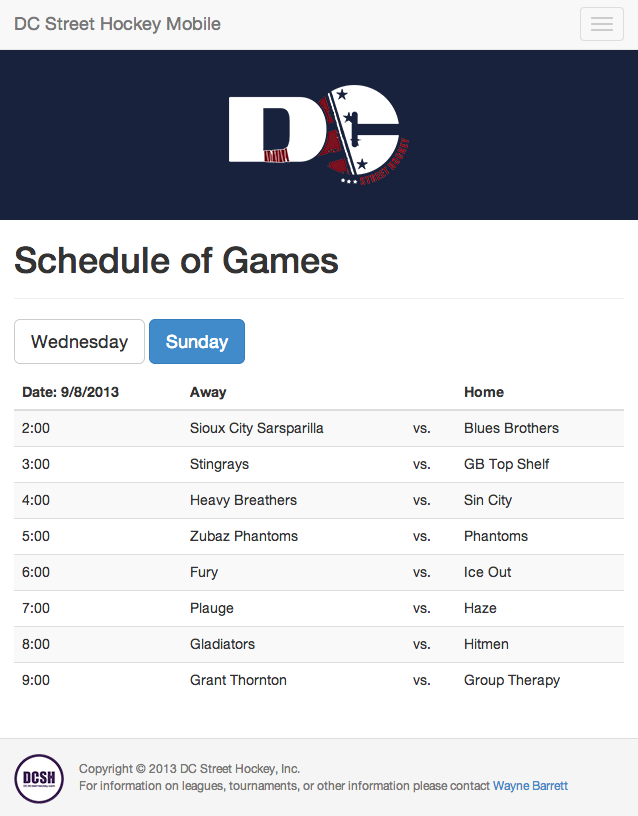 DC Street Hockey Mobile
DC
Schedule of Games
Wednesday Sunday
Date: 9/8/2013 Away Home
2:00 Sioux City Sarsparilla vs. Blues Brothers
3:00 Stingrays vs. GB Top Shelf
4:00 Heavy Breathers vs. Sin City
5:00 Zubaz Phantoms vs. Phantoms
6:00 Fury vs. Ice Out
7:00 Plauge vs. Haze
8:00 Gladiators vs. Hitmen
9:00 Grant Thornton vs. Group Therapy
DCSH
Copyright © 2013 DC Street Hockey, Inc.
For information on leagues, tournaments, or other information please contact Wayne Barrett